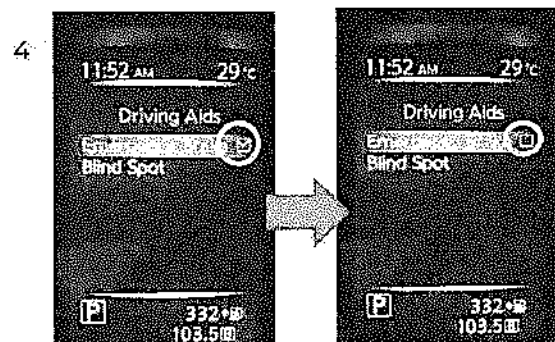 4
11:52 AM 29°C
Driving Aids
Blind Spot
P 332
103.5
11:52 AM 29°C
Driving Aids
Blind Spot
P 332
103.5